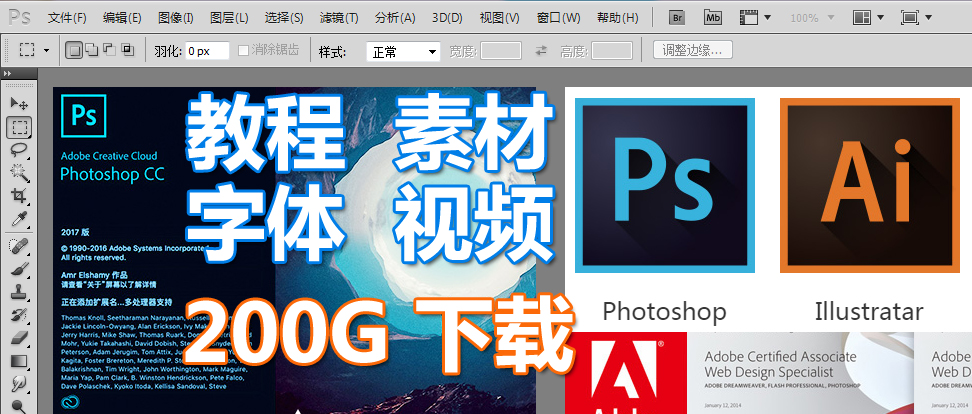 Ps 文件(F) 编辑(E) 图像(I) 图层(L) 选择(S) 滤镜(T) 分析(A) 3D(D) 视图(V) 窗口(W) 帮助(H) Br Mb 100%
羽化: 0 px 消除锯齿 样式: 正常 宽度: 高度: 调整边缘...
Ps
Adobe Creative Cloud
Photoshop CC
教程 素材
字体 视频
200G 下载
2017 版
© 1990-2016 Adobe Systems Incorporated.
All rights reserved.
Amr Elshamy 作品
请查看“关于”屏幕以了解详情
正在添加扩展名...多处理器支持
Thomas Knoll, Seetharaman Narayanan, Russell
Jackie Lincoln-Owyang, Alan Erickson, Ivy
Jerry Harris, Mike Shaw, Thomas Ruark,
Mohr, Yukie Takahashi, David Dobish, Steve
Peterson, Adam Jerugim, Tom Attix,
Kagita, Foster Brereton, Meredith P.
Balakrishnan, Tim Wright, John Worthington, Mark Maguire,
Maria Yap, Pam Clark, B. Winston Hendrickson, Pete Falco,
Dave Polaschek, Kyoko Itoda, Kellisa Sandoval, Steve
Ps
Ai
Photoshop
Illustratar
Adobe Certified Associate
Web Design Specialist
ADOBE DREAMWEAVER, FLASH PROFESSIONAL, PHOTOSHOP
January 12, 2014
Adobe
Web De
January 12, 2014